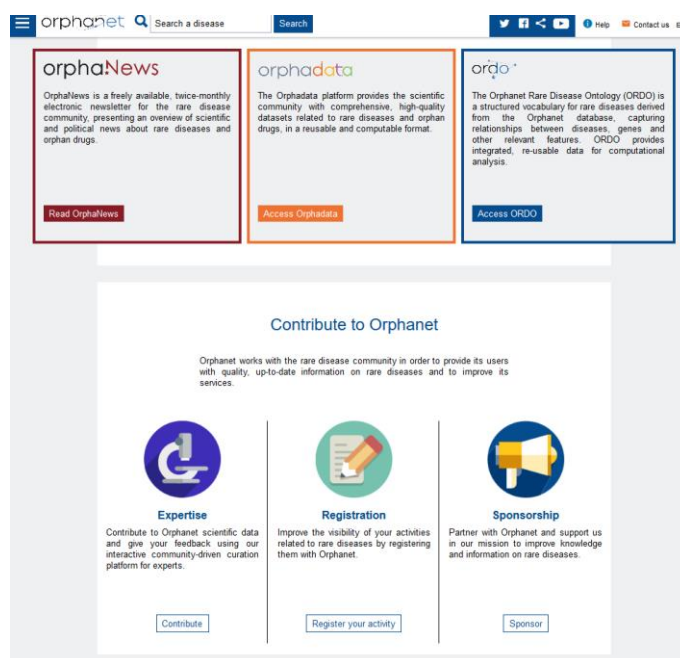 orphanet
Search a disease
Search
Help
Contact us
orphaNews
OrphaNews is a freely available, twice-monthly
electronic newsletter for the rare disease
community, presenting an overview of scientific
and political news about rare diseases and
orphan drugs.
Read OrphaNews
orphadata
The Orphadata platform provides the scientific
community with comprehensive, high-quality
datasets related to rare diseases and orphan
drugs, in a reusable and computable format.
Access Orphadata
ordo
The Orphanet Rare Disease Ontology (ORDO) is
a structured vocabulary for rare diseases derived
from the Orphanet database, capturing
relationships between diseases, genes and
other relevant features. ORDO provides
integrated, re-usable data for computational
analysis.
Access ORDO
Contribute to Orphanet
Orphanet works with the rare disease community in order to provide its users
with quality, up-to-date information on rare diseases and to improve its
services.
Expertise
Contribute to Orphanet scientific data
and give your feedback using our
interactive community-driven curation
platform for experts.
Contribute
Registration
Improve the visibility of your activities
related to rare diseases by registering
them with Orphanet.
Register your activity
Sponsorship
Partner with Orphanet and support us
in our mission to improve knowledge
and information on rare diseases.
Sponsor